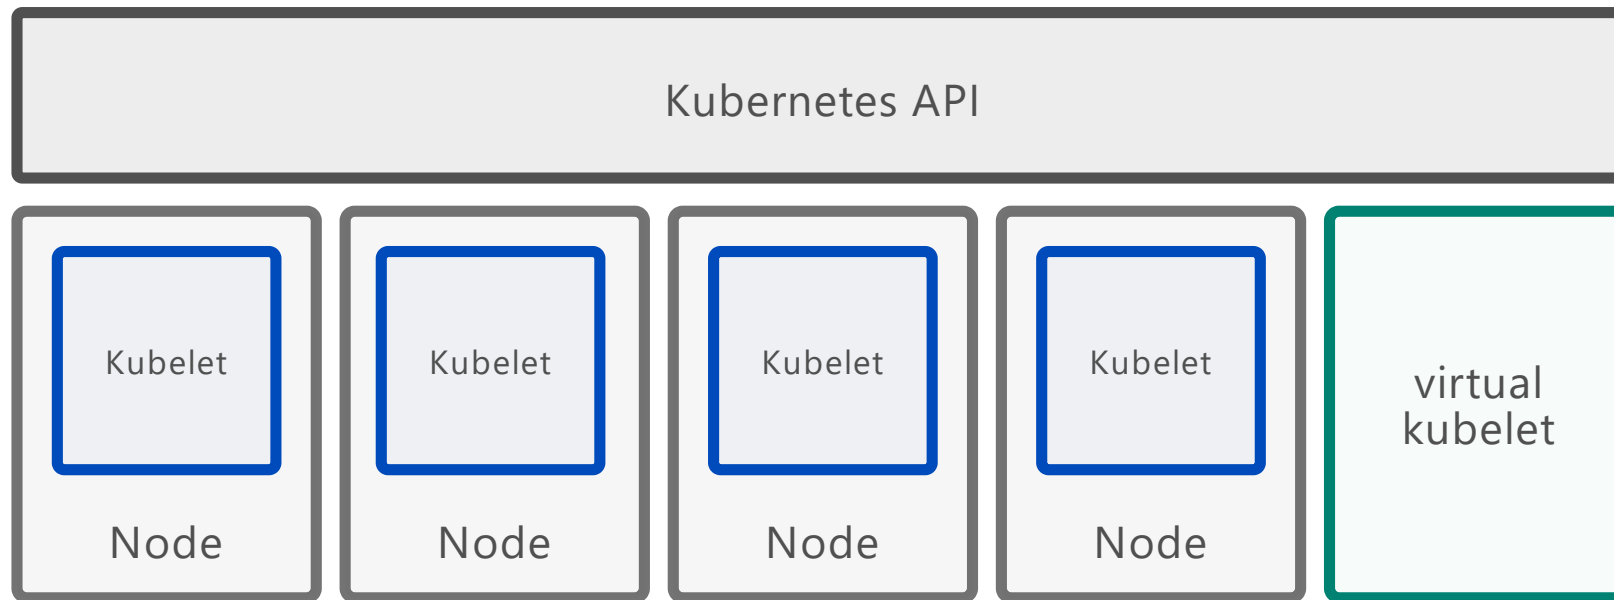 Kubernetes API
Kubelet
Kubelet
Kubelet
Kubelet
virtual
kubelet
Node
Node
Node
Node